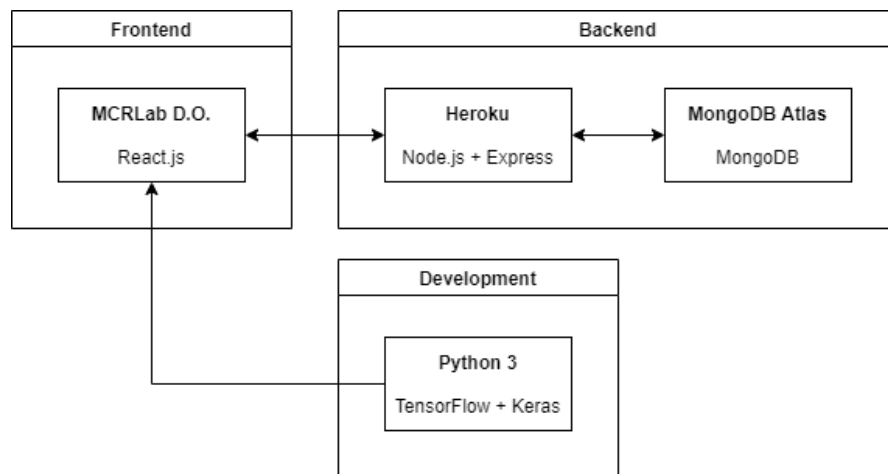 Frontend
Backend
MCRLab D.O.
React.js
Heroku
Node.js + Express
MongoDB Atlas
MongoDB
Development
Python 3
TensorFlow + Keras